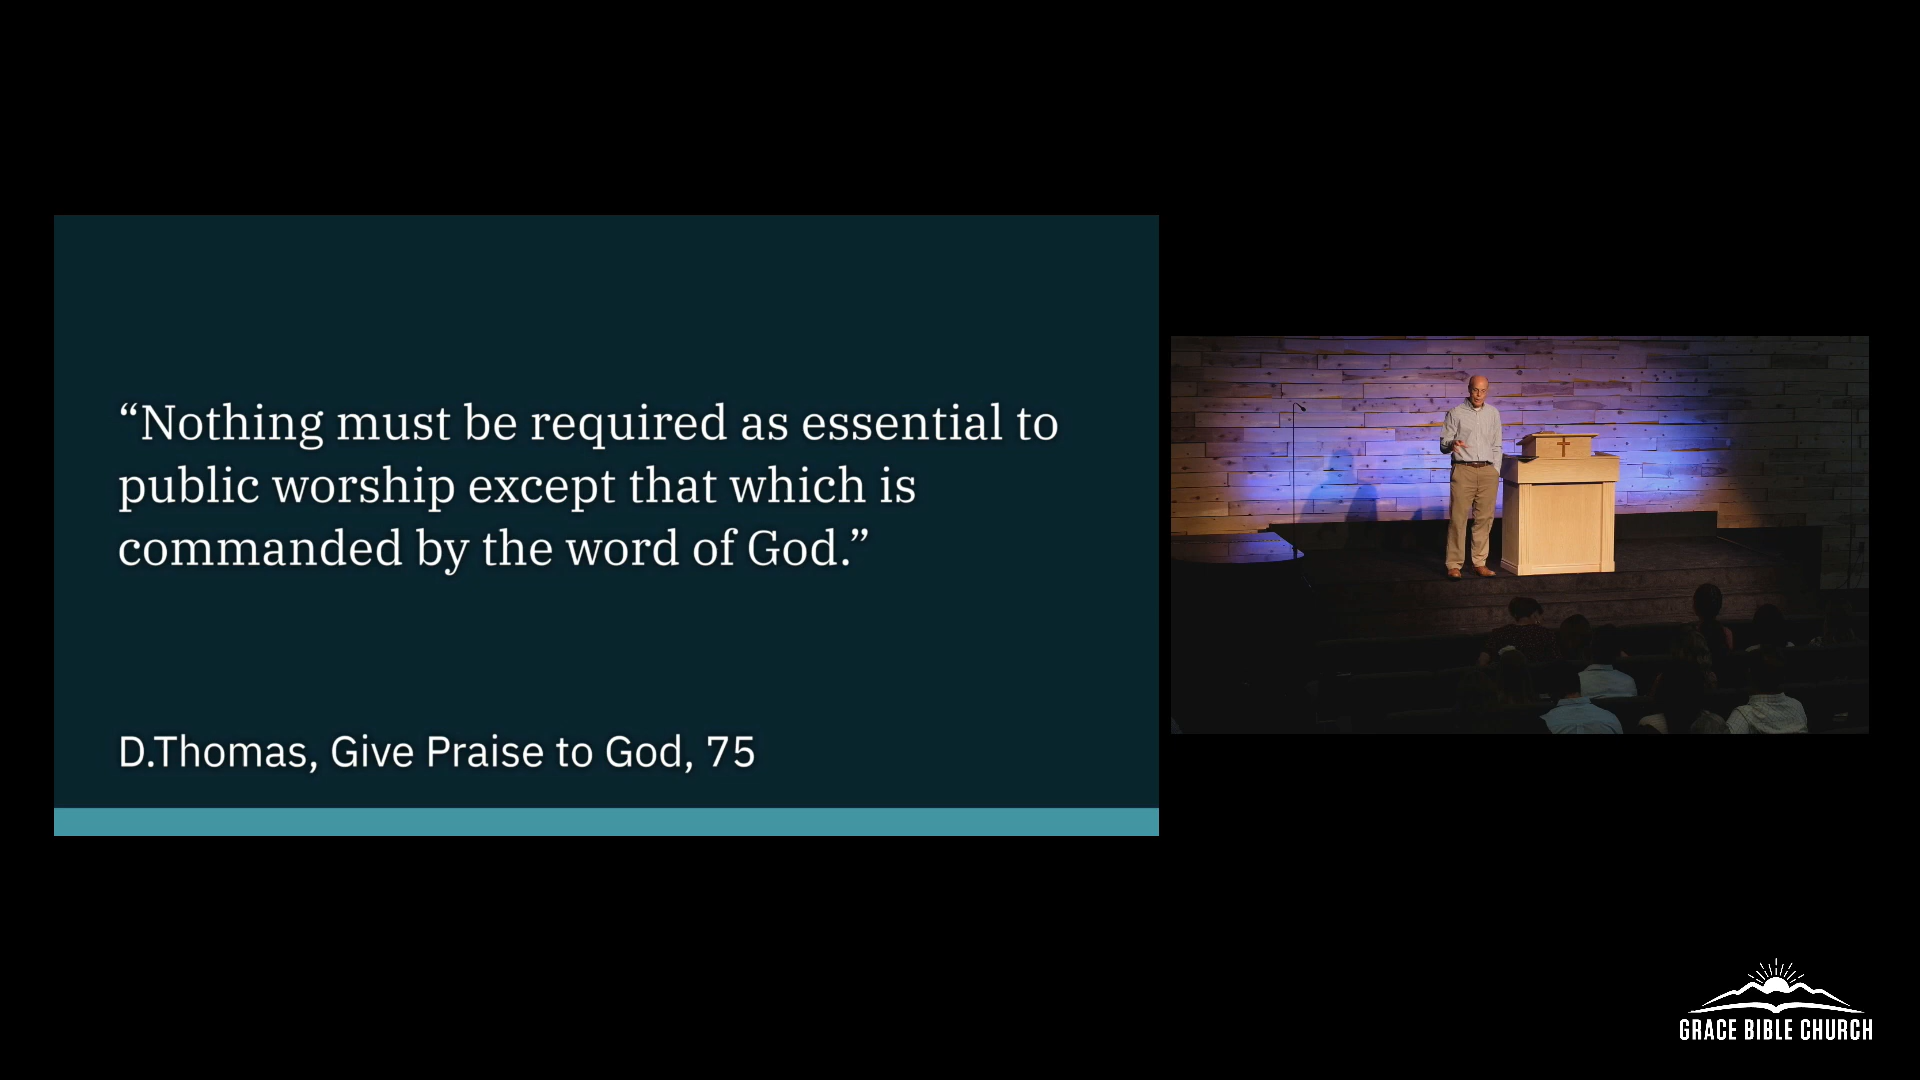 “Nothing must be required as essential to
public worship except that which is
commanded by the word of God.”
D.Thomas, Give Praise to God, 75
GRACE BIBLE CHURCH